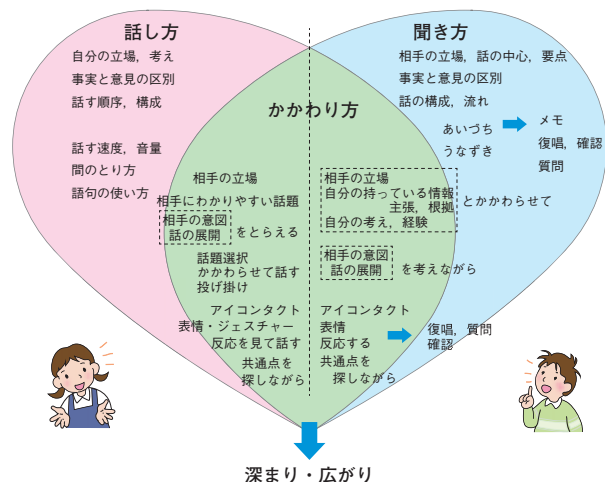 話し方
自分の立場，考え
事実と意見の区別
話す順序，構成
話す速度，音量
間のとり方
語句の使い方
聞き方
相手の立場，話の中心，要点
事実と意見の区別
話の構成，流れ
あいづち
うなずき
メモ
復唱，確認
質問
かかわり方
相手の立場
相手にわかりやすい話題
相手の意図
話の展開
をとらえる
話題選択
かかわらせて話す
投げ掛け
アイコンタクト
表情・ジェスチャー
反応を見て話す
共通点を
探しながら
相手の立場
自分の持っている情報
主張，根拠
自分の考え，経験
とかかわらせて
相手の意図
話の展開
を考えながら
アイコンタクト
表情
反応する
共通点を
探しながら
復唱，質問
確認
深まり・広がり